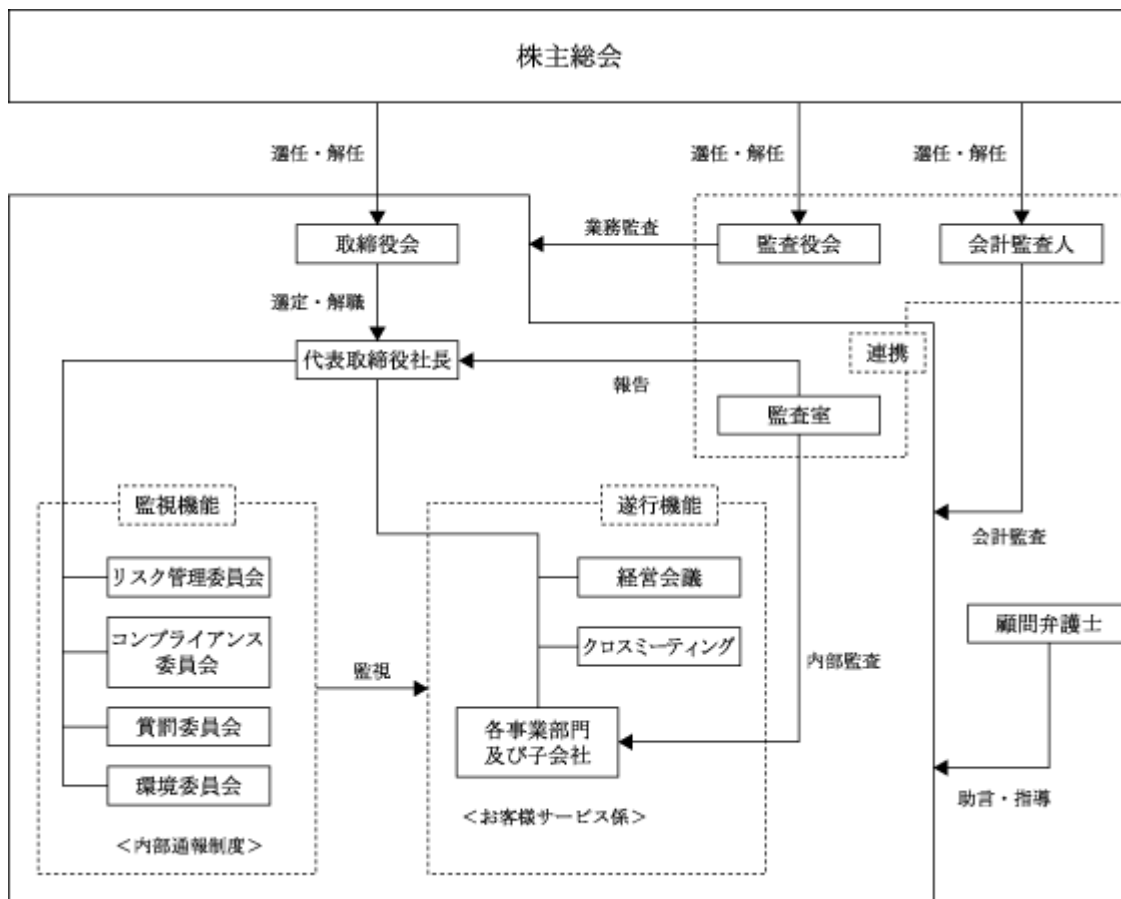 株主総会
選任・解任
選任・解任
選任・解任
取締役会
業務監査
監査役会
会計監査人
選定・解職
代表取締役社長
連携
報告
監査室
監視機能
遂行機能
会計監査
リスク管理委員会
経営会議
顧問弁護士
コンプライアンス
委員会
クロスミーティング
監視
内部監査
賞罰委員会
各事業部門
及び子会社
環境委員会
助言・指導
<お客様サービス係>
<内部通報制度>